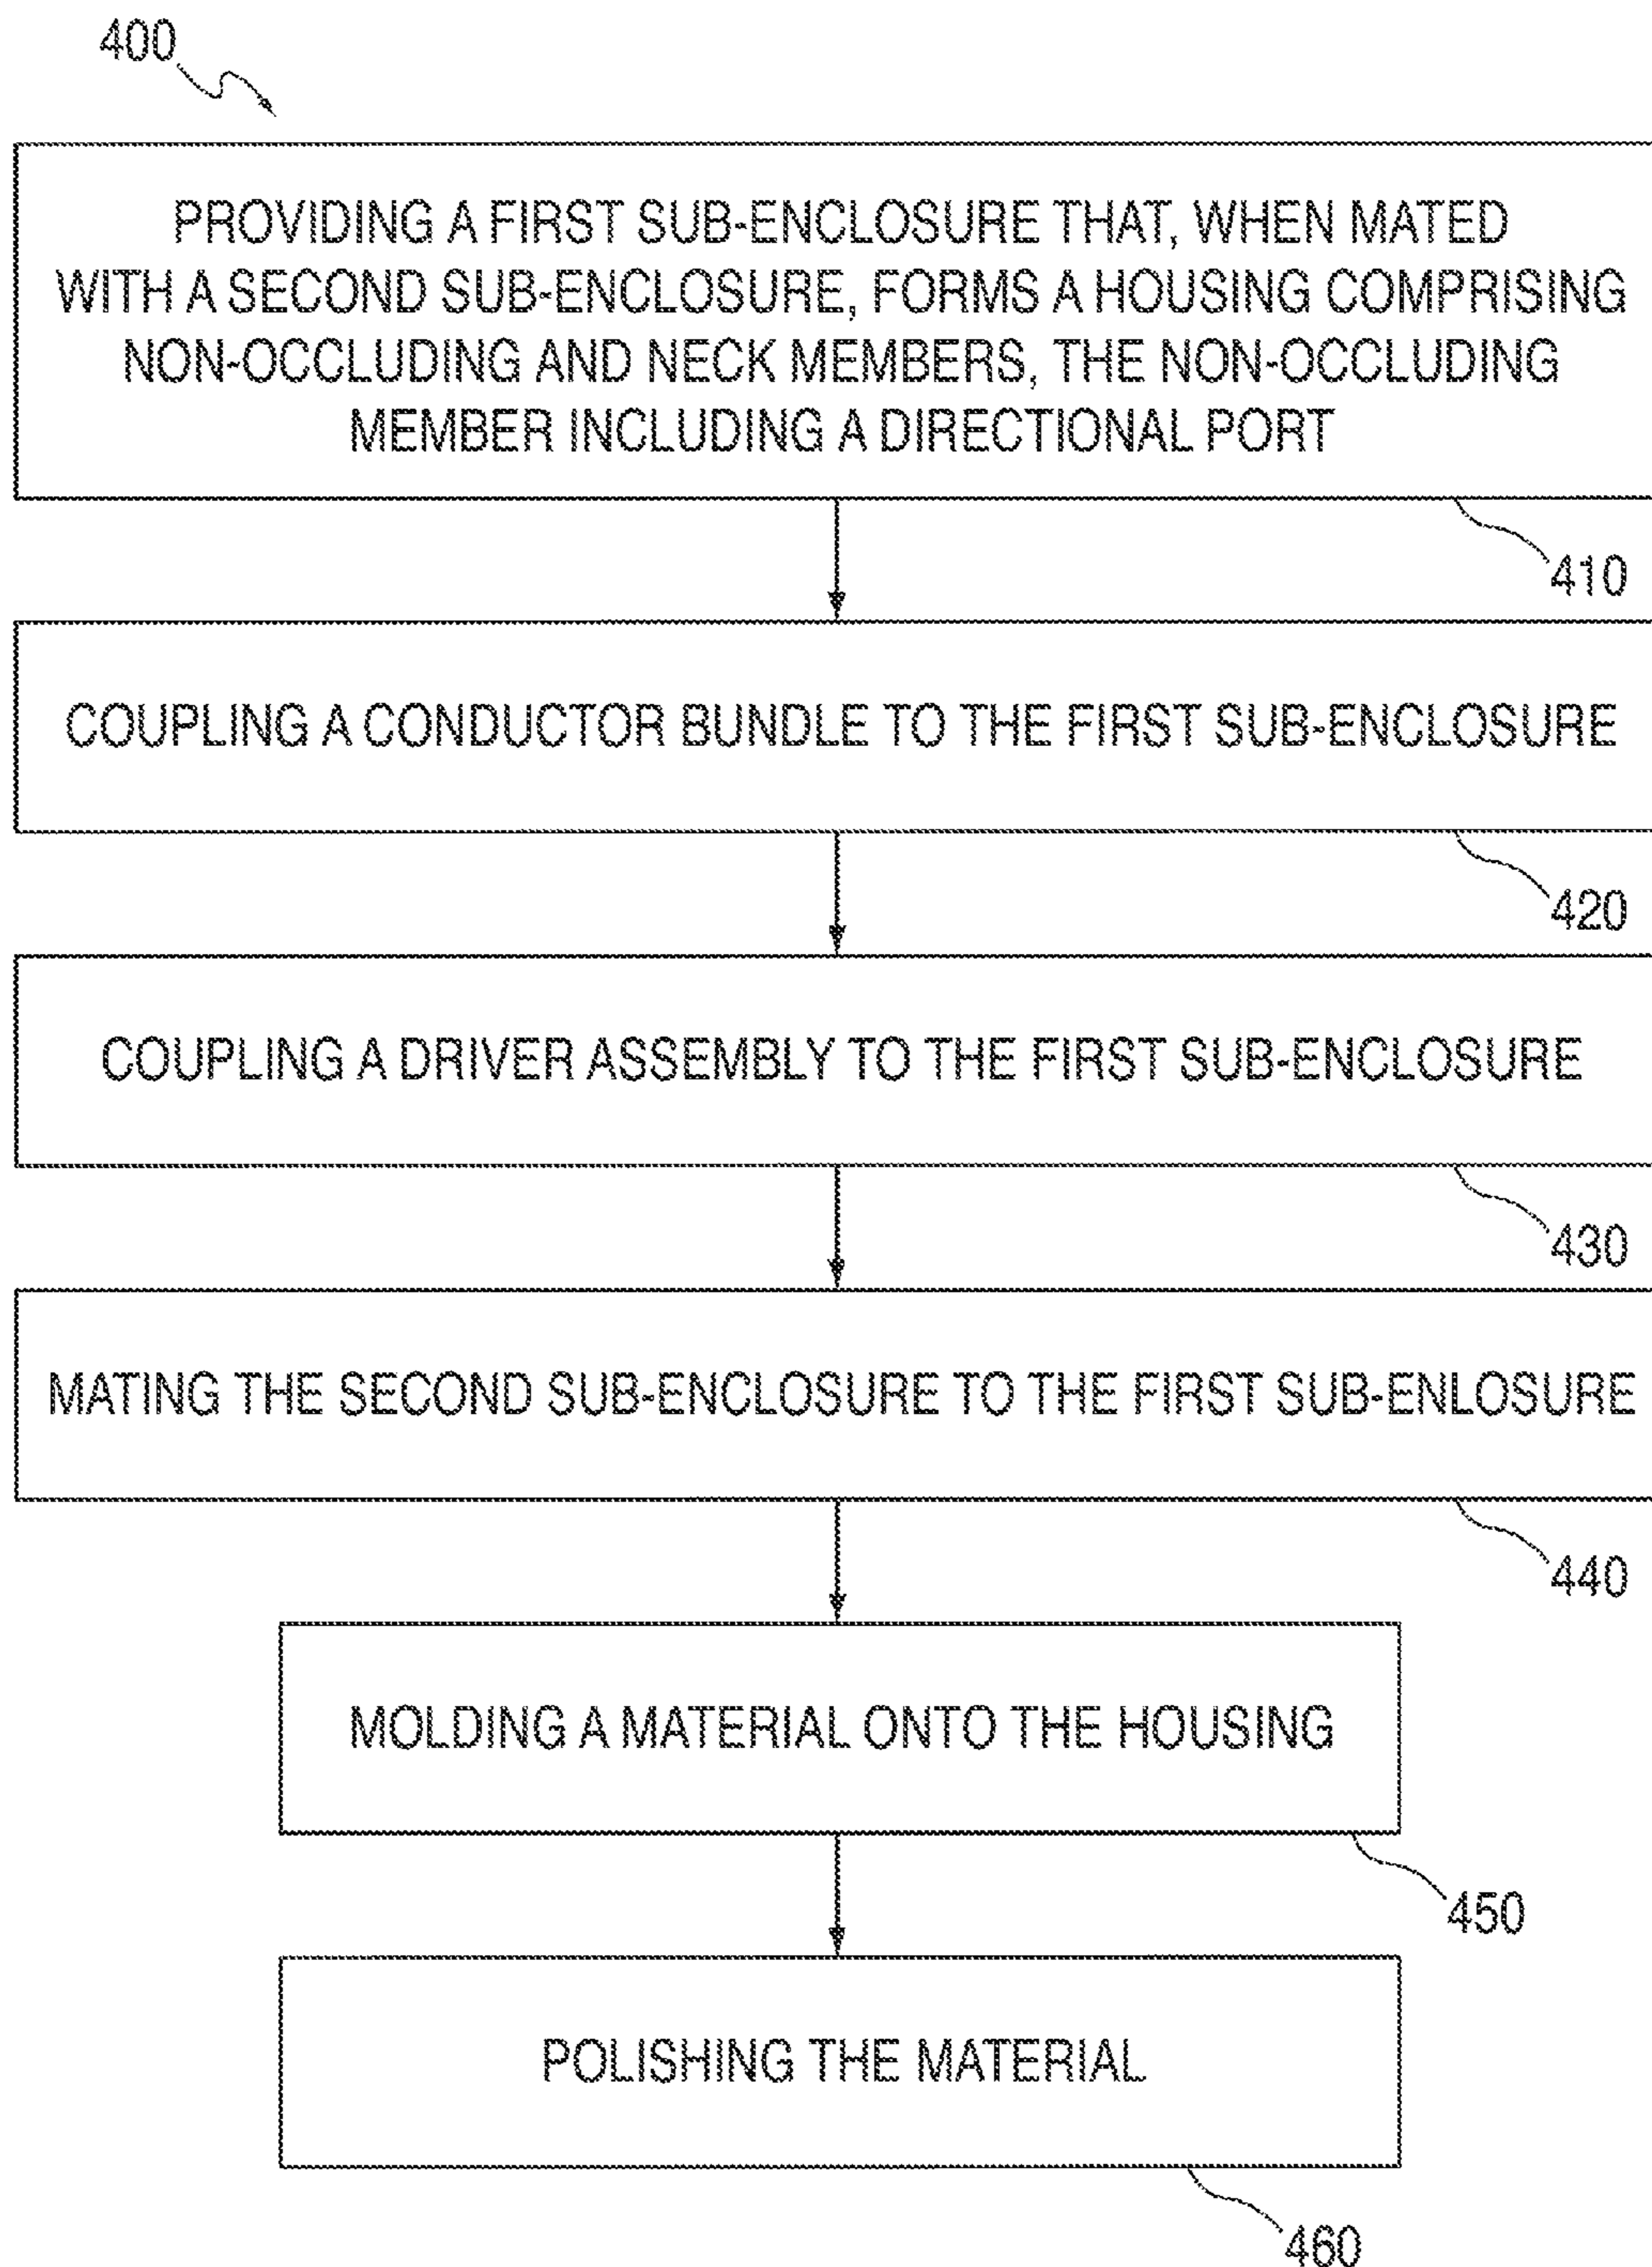 400
PROVIDING A FIRST SUB-ENCLOSURE THAT, WHEN MATED
WITH A SECOND SUB-ENCLOSURE, FORMS A HOUSING COMPRISING
NON-OCCLUDING AND NECK MEMBERS, THE NON-OCCLUDING
MEMBER INCLUDING A DIRECTIONAL PORT
410
COUPLING A CONDUCTOR BUNDLE TO THE FIRST SUB-ENCLOSURE
420
COUPLING A DRIVER ASSEMBLY TO THE FIRST SUB-ENCLOSURE
430
MATING THE SECOND SUB-ENCLOSURE TO THE FIRST SUB-ENLOSURE
440
MOLDING A MATERIAL ONTO THE HOUSING
450
POLISHING THE MATERIAL
460